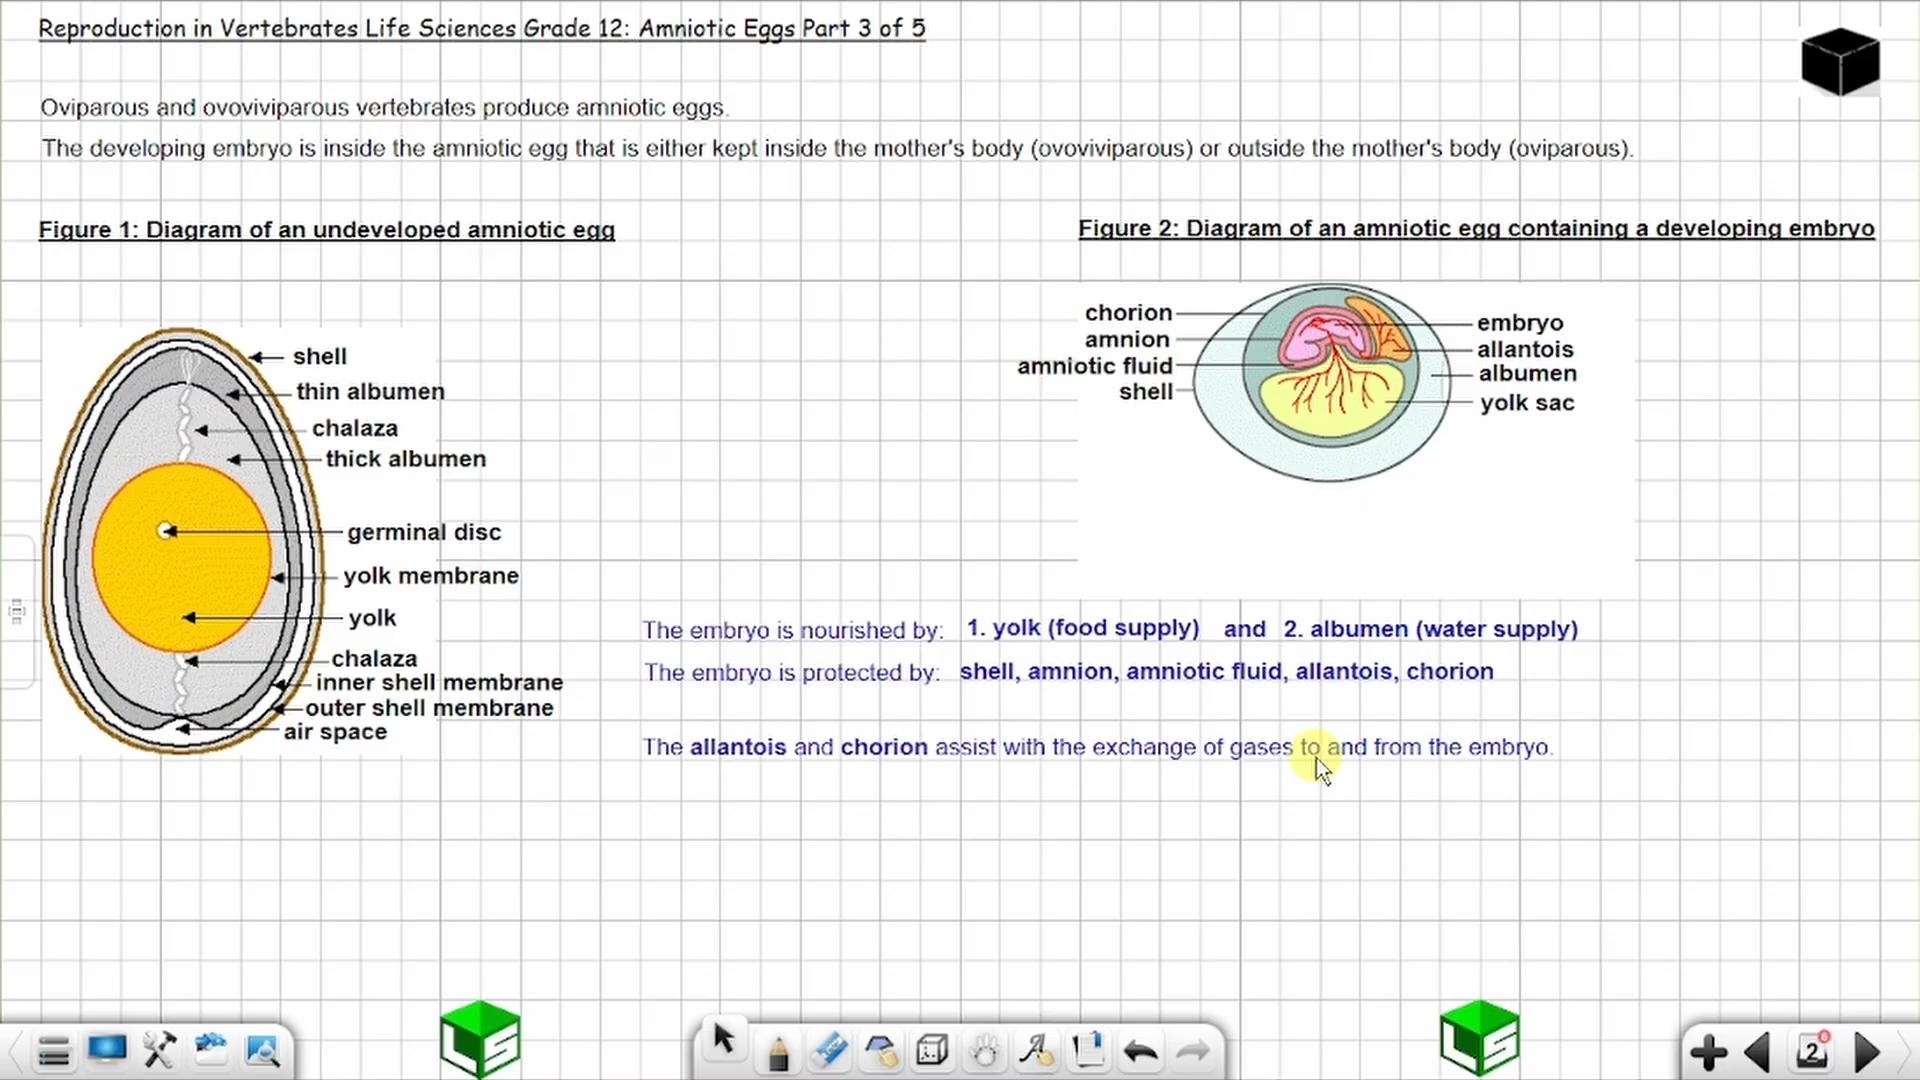 Reproduction in Vertebrates Life Sciences Grade 12: Amniotic Eggs Part 3 of 5
Oviparous and ovoviviparous vertebrates produce amniotic eggs.
The developing embryo is inside the amniotic egg that is either kept inside the mother's body (ovoviviparous) or outside the mother's body (oviparous).
Figure 1: Diagram of an undeveloped amniotic egg
shell
thin albumen
chalaza
thick albumen
germinal disc
yolk membrane
yolk
chalaza
inner shell membrane
outer shell membrane
air space
Figure 2: Diagram of an amniotic egg containing a developing embryo
chorion
amnion
amniotic fluid
shell
embryo
allantois
albumen
yolk sac
The embryo is nourished by: 1. yolk (food supply) and 2. albumen (water supply)
The embryo is protected by: shell, amnion, amniotic fluid, allantois, chorion
The allantois and chorion assist with the exchange of gases to and from the embryo.
LS
LS
2
8